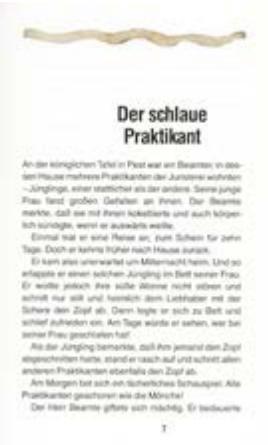 Der schlaue
Praktikant
An der königlichen Tafel in Pest war ein Beamter, in des-
sen Hause mehrere Praktikanten der Juristerei wohnten
– Jünglinge, einer stattlicher als der andere. Seine junge
Frau fand großen Gefallen an ihnen. Der Beamte
merkte, daß sie mit ihnen kokettierte und auch körper-
lich sündigte, wenn er auswärts weilte.
Einmal trat er eine Reise an, zum Schein für zehn
Tage. Doch er kehrte früher nach Hause zurück.
Er kam also unerwartet um Mitternacht heim. Und so
ertappte er einen solchen Jüngling im Bett seiner Frau.
Er wollte jedoch ihre süße Wonne nicht stören und
schnitt nur still und heimlich dem Liebhaber mit der
Schere den Zopf ab. Dann legte er sich zu Bett und
schlief zufrieden ein. Am Tage würde er sehen, wer bei
seiner Frau geschlafen hat!
Als der Jüngling bemerkte, daß ihm jemand den Zopf
abgeschnitten hatte, stand er rasch auf und schnitt allen
anderen Praktikanten ebenfalls den Zopf ab.
Am Morgen bot sich ein lächerliches Schauspiel. Alle
Praktikanten geschoren wie die Mönche!
Der Herr Beamte giftete sich mächtig. Er bedauerte
7